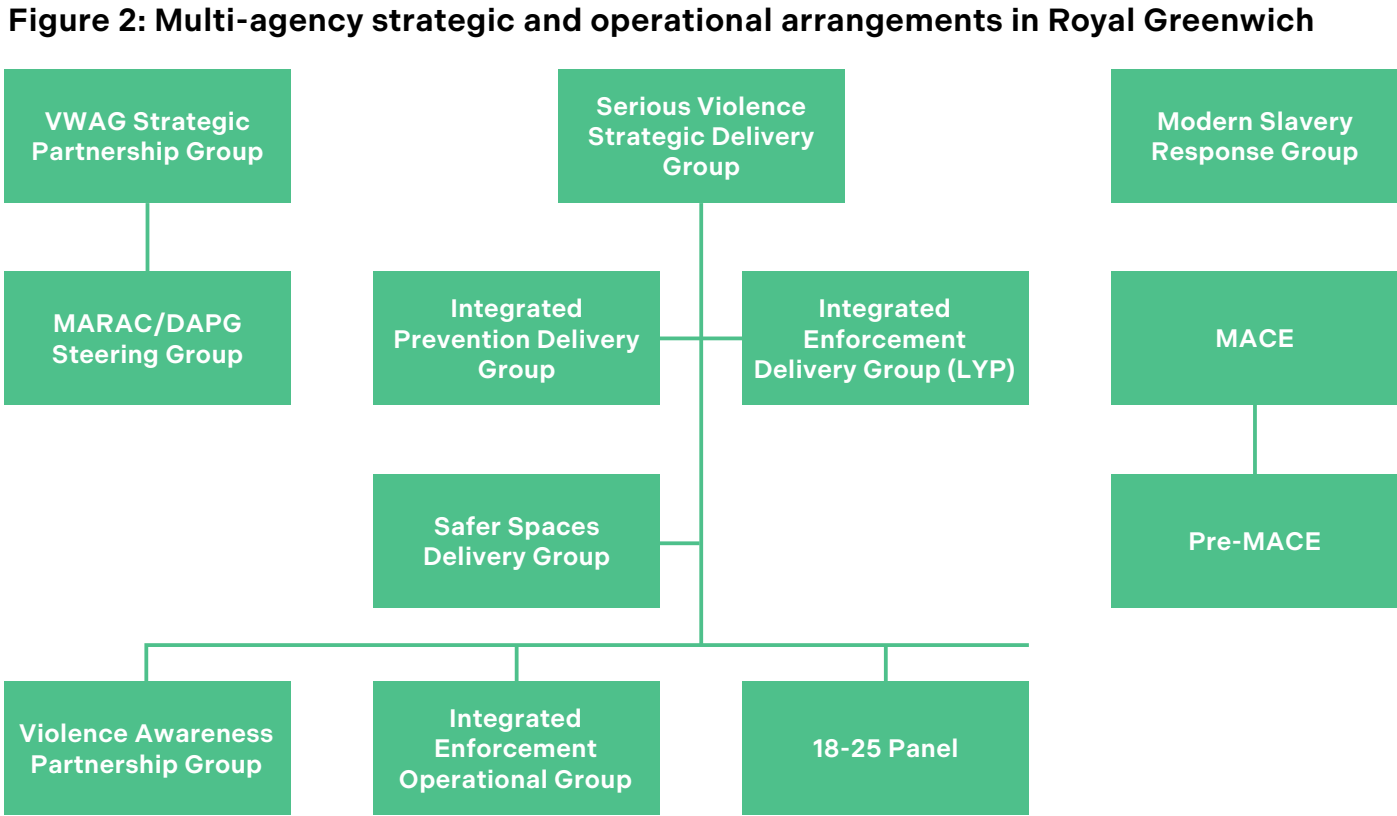 Figure 2: Multi-agency strategic and operational arrangements in Royal Greenwich
VWAG Strategic
Partnership Group
Serious Violence
Strategic Delivery
Group
Modern Slavery
Response Group
MARAC/DAPG
Steering Group
Integrated
Prevention Delivery
Group
Integrated
Enforcement
Delivery Group (LYP)
MACE
Safer Spaces
Delivery Group
Pre-MACE
Violence Awareness
Partnership Group
Integrated
Enforcement
Operational Group
18-25 Panel